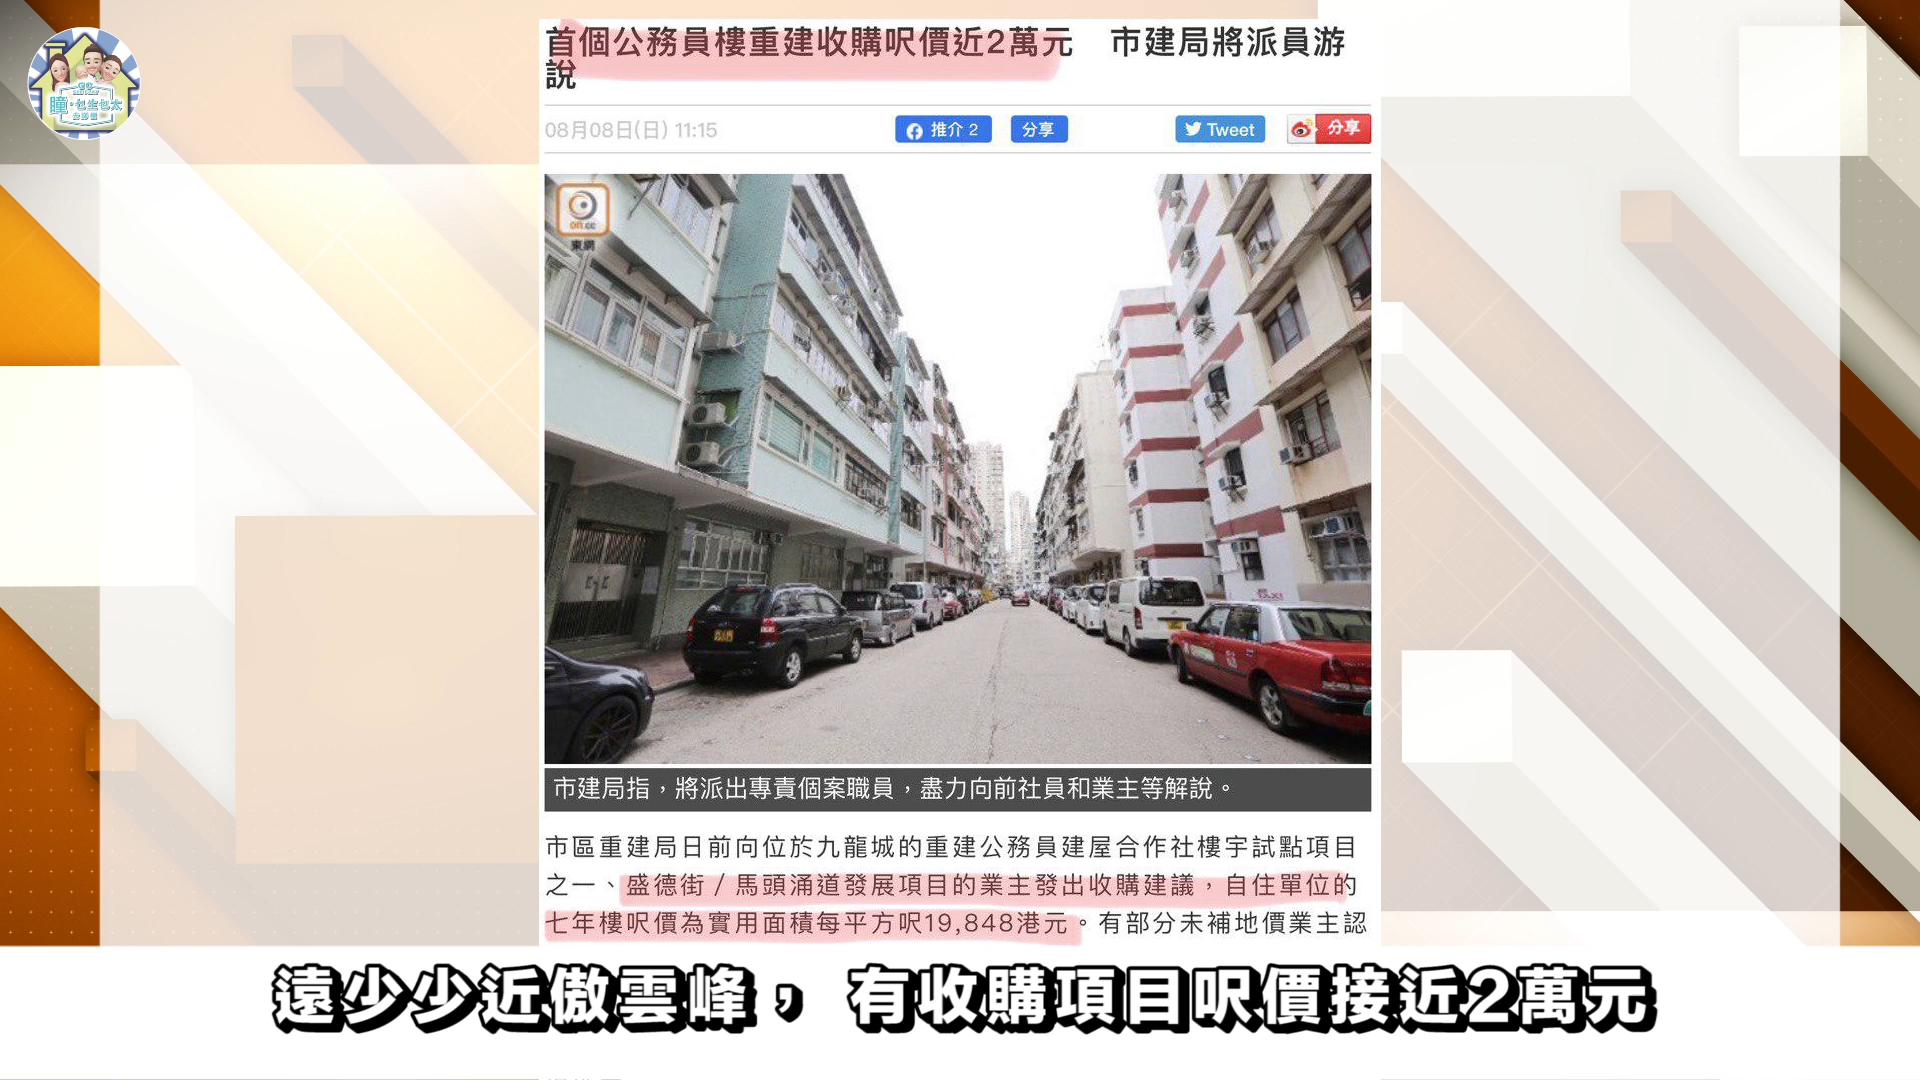 首個公務員樓重建收購呎價近2萬元　市建局將派員游
說
08月08日(日) 11:15
推介 2
分享
Tweet
分享
on.cc
東網
TAXI
市建局指，將派出專責個案職員，盡力向前社員和業主等解說。
市區重建局日前向位於九龍城的重建公務員建屋合作社樓宇試點項目
之一、盛德街 / 馬頭涌道發展項目的業主發出收購建議，自住單位的
七年樓呎價為實用面積每平方呎19,848港元。有部分未補地價業主認
遠少少近傲雲峰， 有收購項目呎價接近2萬元